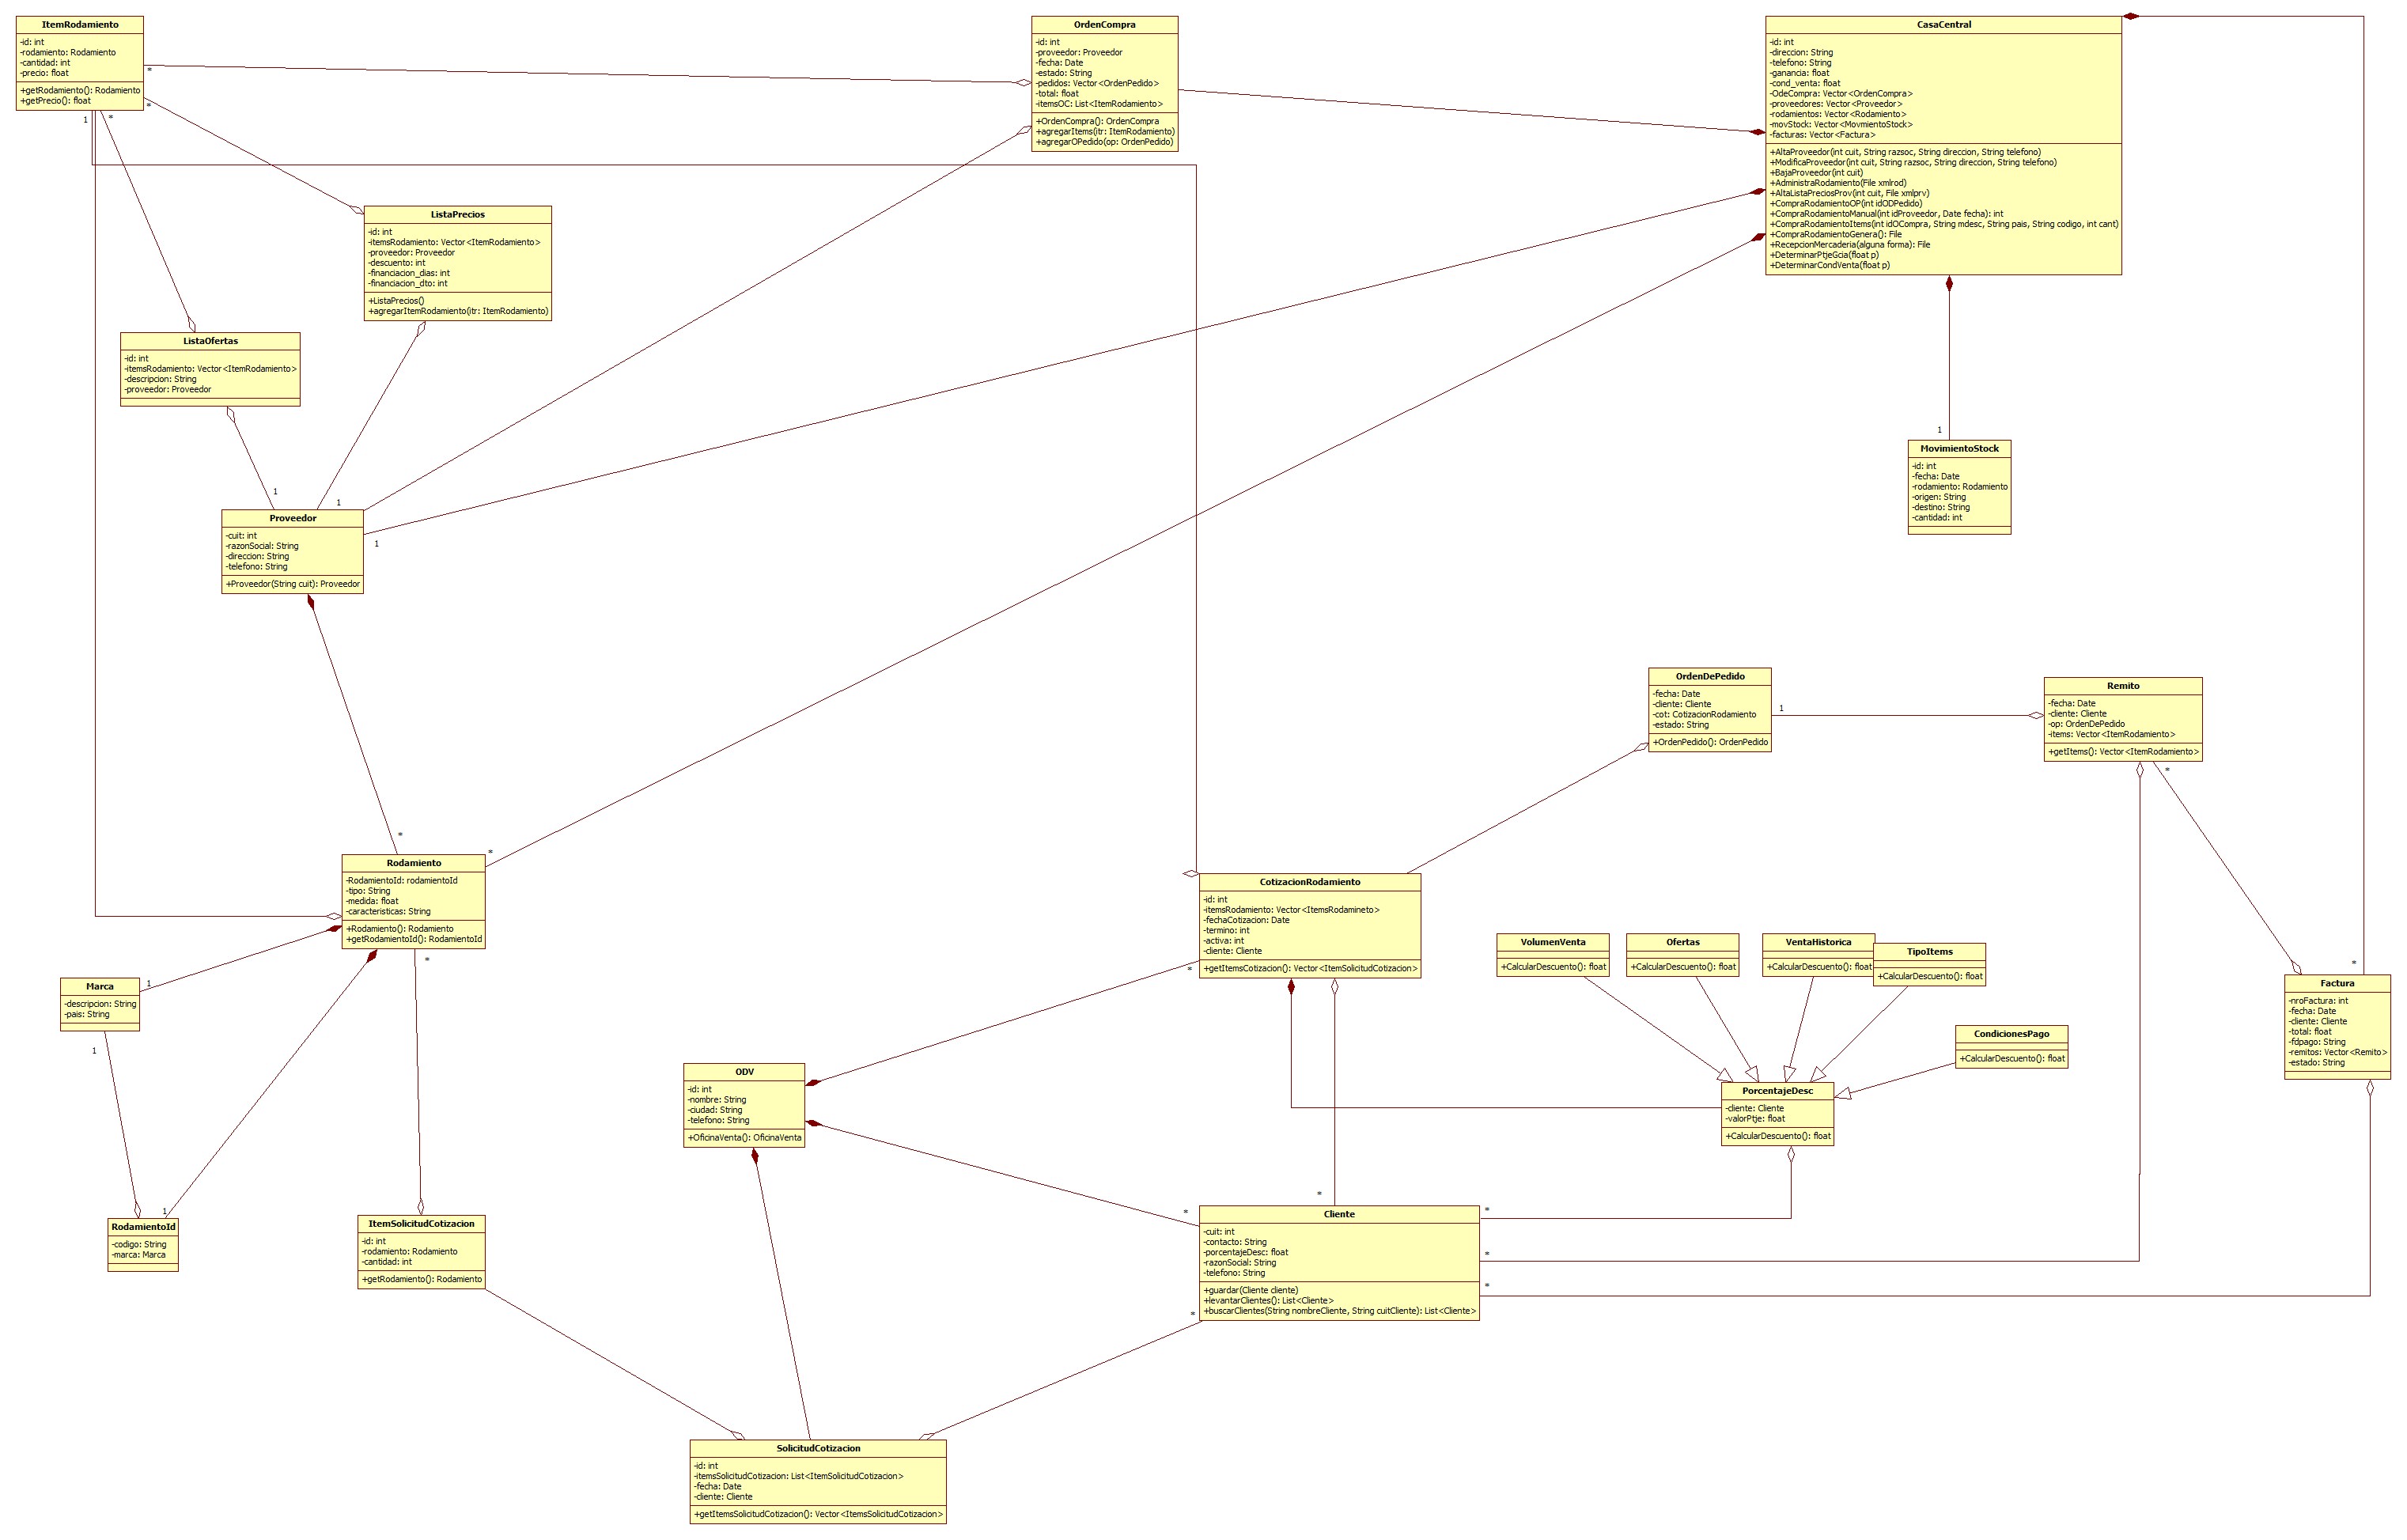 ItemRodamiento
-id: int
-rodamiento: Rodamiento
-cantidad: int
-precio: float
+getRodamiento(): Rodamiento
+getPrecio(): float
*
*
1
*
OrdenCompra
-id: int
-proveedor: Proveedor
-fecha: Date
-estado: String
-pedidos: Vector<OrdenPedido>
-total: float
-itemsOC: List<ItemRodamiento>
+OrdenCompra(): OrdenCompra
+agregarItems(itr: ItemRodamiento)
+agregarOPedido(op: OrdenPedido)
CasaCentral
-id: int
-direccion: String
-telefono: String
-ganancia: float
-cond_venta: float
-OdeCompra: Vector<OrdenCompra>
-proveedores: Vector<Proveedor>
-rodamientos: Vector<Rodamiento>
-movStock: Vector<MovmientoStock>
-facturas: Vector<Factura>
+AltaProveedor(int cuit, String razsoc, String direccion, String telefono)
+ModificaProveedor(int cuit, String razsoc, String direccion, String telefono)
+BajaProveedor(int cuit)
+AdministraRodamiento(File xmlrod)
+AltaListaPreciosProv(int cuit, File xmlprv)
+CompraRodamientoOP(int idODPedido)
+CompraRodamientoManual(int idProveedor, Date fecha): int
+CompraRodamientoItems(int idOCompra, String mdesc, String pais, String codigo, int cant)
+CompraRodamientoGenera(): File
+RecepcionMercaderia(alguna forma): File
+DeterminarPtjeGcia(float p)
+DeterminarCondVenta(float p)
ListaPrecios
-id: int
-itemsRodamiento: Vector<ItemRodamiento>
-proveedor: Proveedor
-descuento: int
-financiacion_dias: int
-financiacion_dto: int
+ListaPrecios()
+agregarItemRodamiento(itr: ItemRodamiento)
ListaOfertas
-id: int
-itemsRodamiento: Vector<ItemRodamiento>
-descripcion: String
-proveedor: Proveedor
1
MovimientoStock
-id: int
-fecha: Date
-rodamiento: Rodamiento
-origen: String
-destino: String
-cantidad: int
1
1
1
Proveedor
-cuit: int
-razonSocial: String
-direccion: String
-telefono: String
+Proveedor(String cuit): Proveedor
OrdenDePedido
-fecha: Date
-cliente: Cliente
-cot: CotizacionRodamiento
-estado: String
+OrdenPedido(): OrdenPedido
1
Remito
-fecha: Date
-cliente: Cliente
-op: OrdenDePedido
-items: Vector<ItemRodamiento>
+getItems(): Vector<ItemRodamiento>
*
*
*
Rodamiento
-RodamientoId: rodamientoId
-tipo: String
-medida: float
-caracteristicas: String
+Rodamiento(): Rodamiento
+getRodamientoId(): RodamientoId
*
CotizacionRodamiento
-id: int
-itemsRodamiento: Vector<ItemsRodamineto>
-fechaCotizacion: Date
-termino: int
-activa: int
-cliente: Cliente
+getItemsCotizacion(): Vector<ItemSolicitudCotizacion>
*
VolumenVenta
+CalcularDescuento(): float
Ofertas
+CalcularDescuento(): float
VentaHistorica
+CalcularDescuento(): float
TipoItems
+CalcularDescuento(): float
CondicionesPago
+CalcularDescuento(): float
*
Factura
-nroFactura: int
-fecha: Date
-cliente: Cliente
-total: float
-fdpago: String
-remitos: Vector<Remito>
-estado: String
Marca
-descripcion: String
-pais: String
1
1
ODV
-id: int
-nombre: String
-ciudad: String
-telefono: String
+OficinaVenta(): OficinaVenta
PorcentajeDesc
-cliente: Cliente
-valorPtje: float
+CalcularDescuento(): float
1
RodamientoId
-codigo: String
-marca: Marca
ItemSolicitudCotizacion
-id: int
-rodamiento: Rodamiento
-cantidad: int
+getRodamiento(): Rodamiento
*
*
*
*
*
*
Cliente
-cuit: int
-contacto: String
-porcentajeDesc: float
-razonSocial: String
-telefono: String
+guardar(Cliente cliente)
+levantarClientes(): List<Cliente>
+buscarClientes(String nombreCliente, String cuitCliente): List<Cliente>
SolicitudCotizacion
-id: int
-itemsSolicitudCotizacion: List<ItemSolicitudCotizacion>
-fecha: Date
-cliente: Cliente
+getItemsSolicitudCotizacion(): Vector<ItemsSolicitudCotizacion>